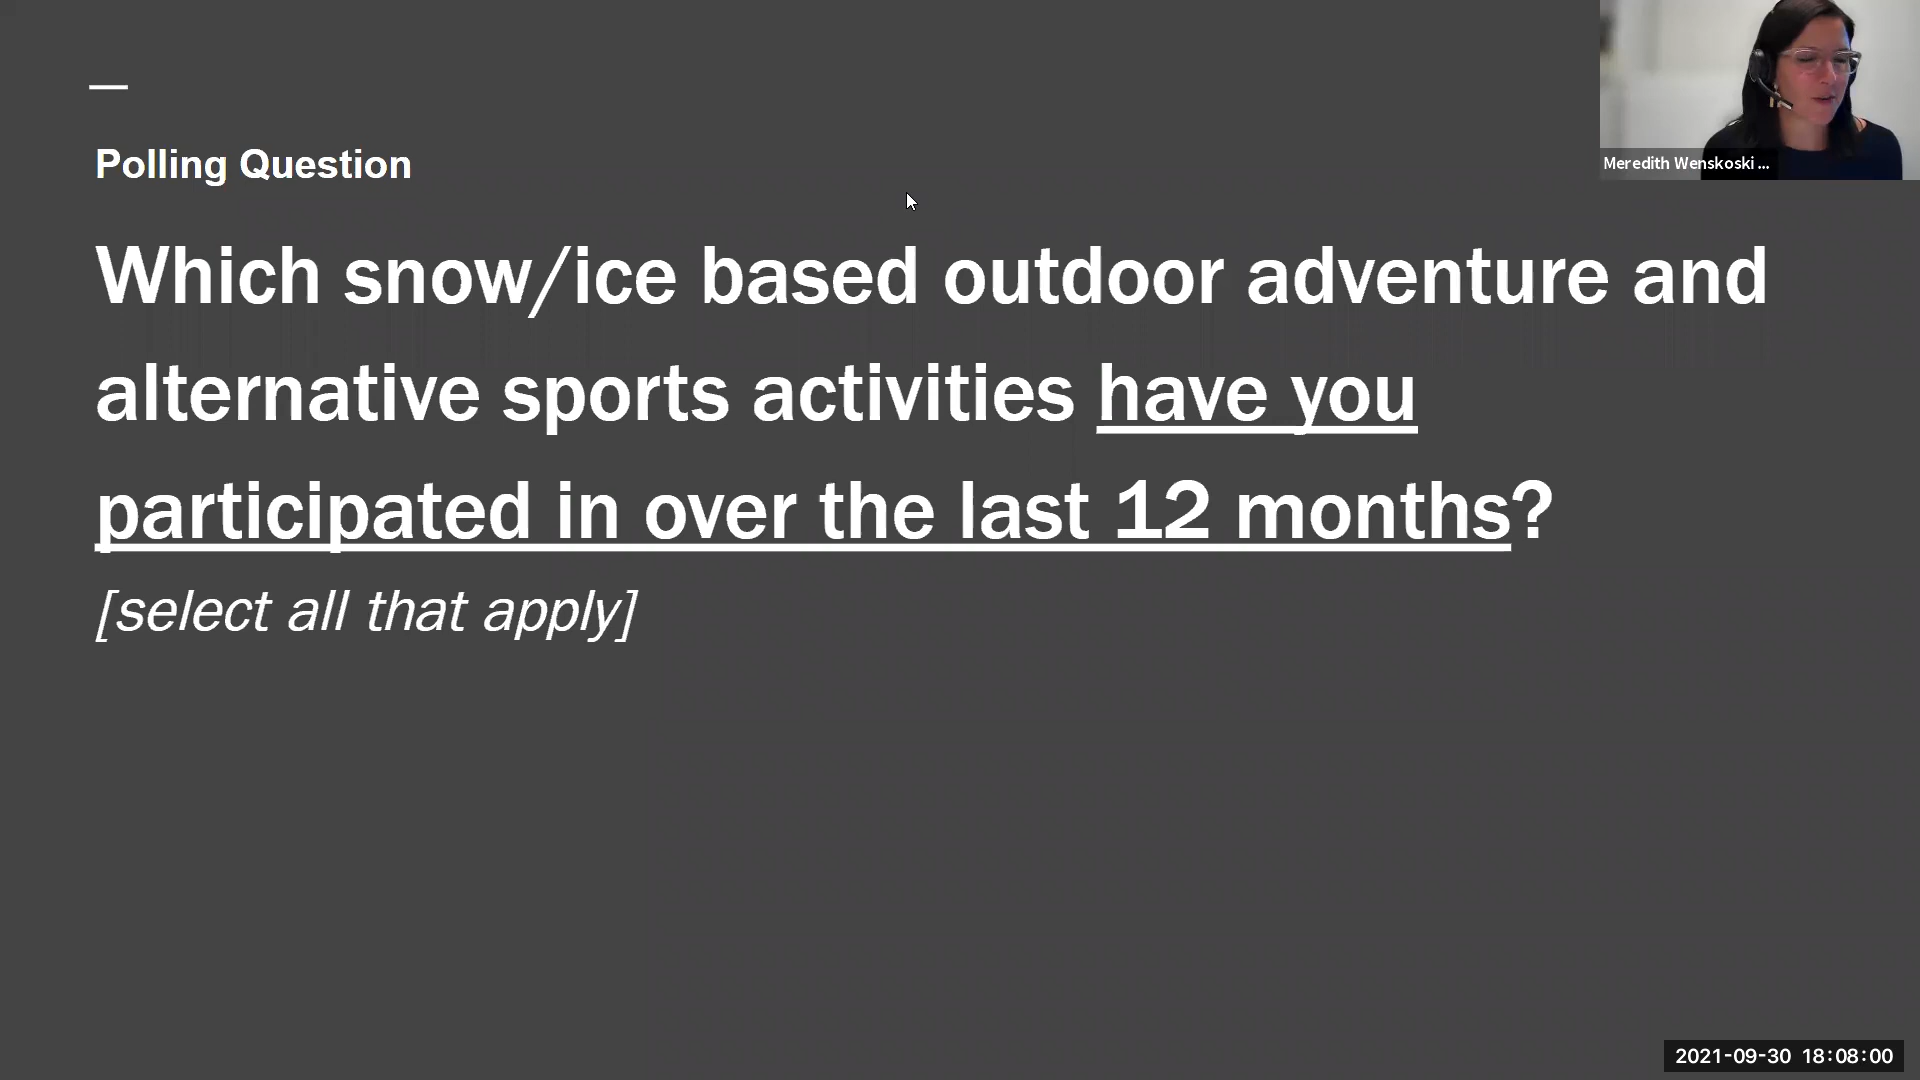 Polling Question
Meredith Wenskoski ...
Which snow/ice based outdoor adventure and
alternative sports activities have you
participated in over the last 12 months?
[select all that apply]
2021-09-30 18:08:00